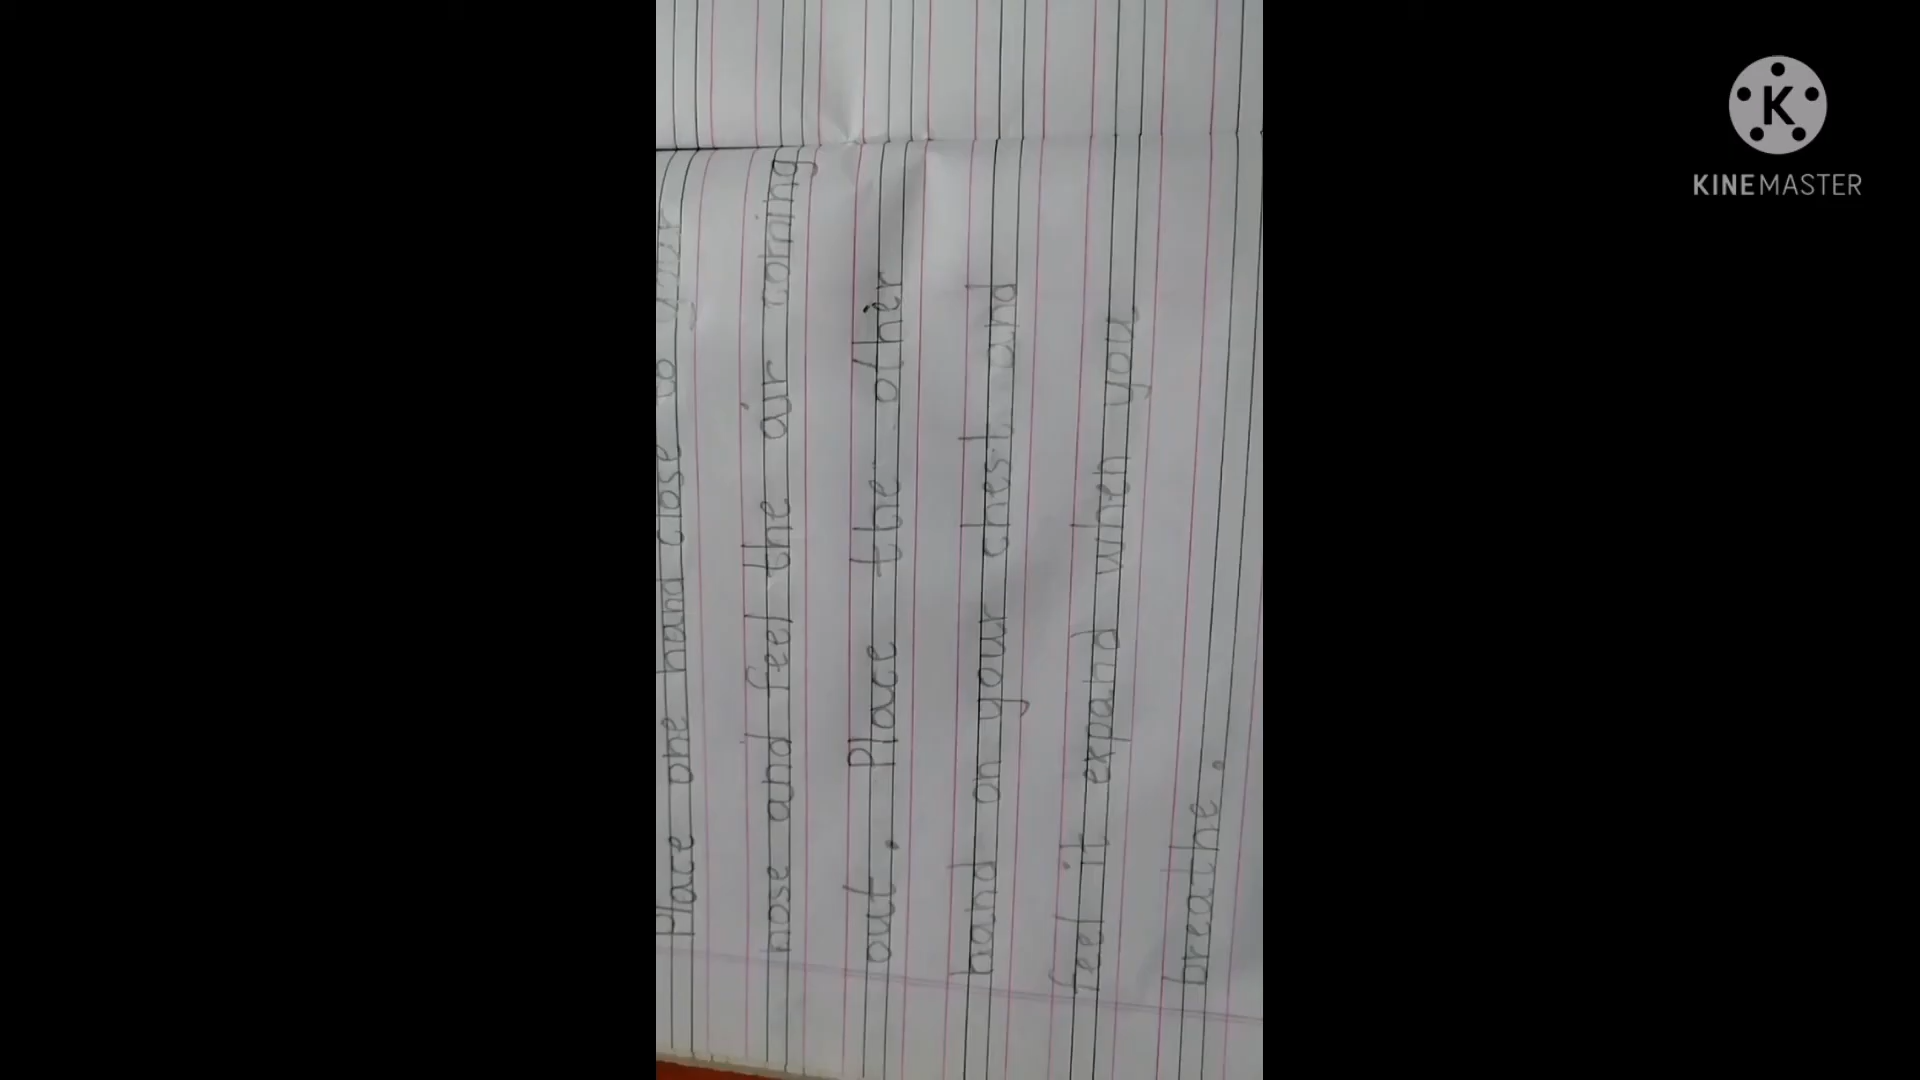 Place one hand close to your
nose and feel the air coming
out. Place the other
hand on your chest and
feel it expand when you
breathe.
K
KINEMASTER